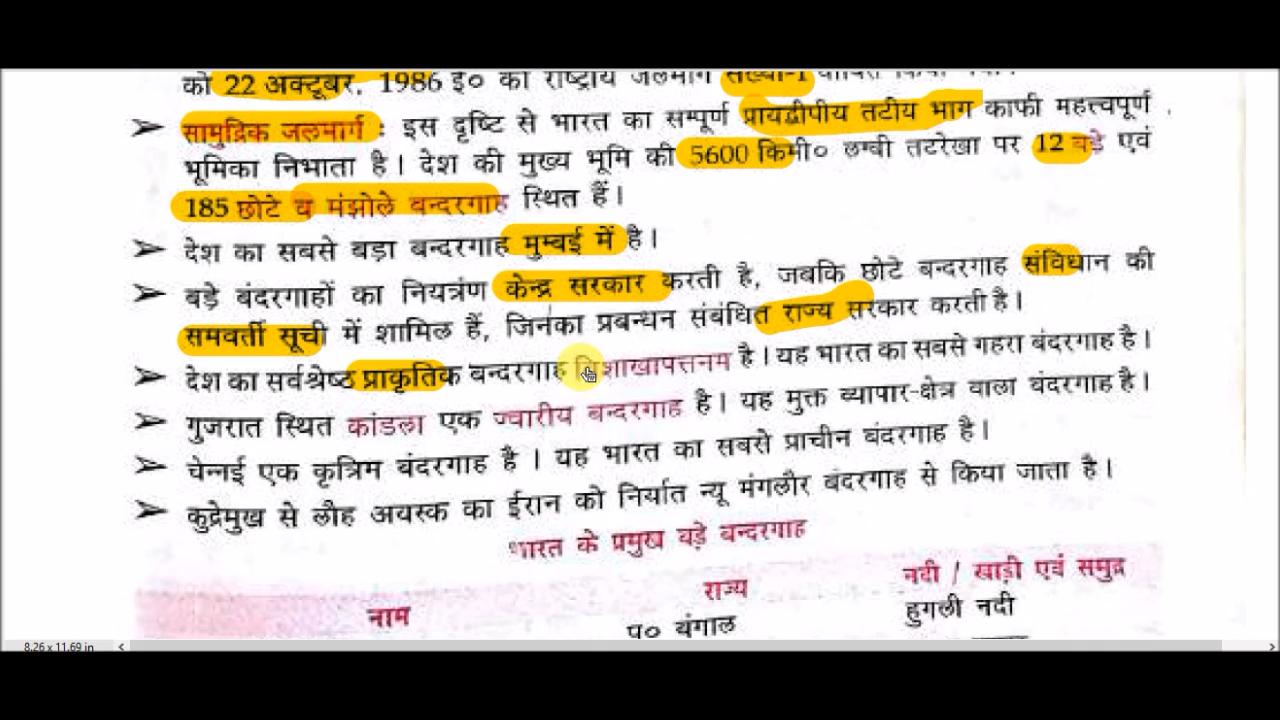 को 22 अक्टूबर, 1986 ई० को राष्ट्रीय जलमार्ग संख्या-1 घोषित किया गया।
➢ सामुद्रिक जलमार्ग : इस दृष्टि से भारत का सम्पूर्ण प्रायद्वीपीय तटीय भाग काफी महत्त्वपूर्ण
भूमिका निभाता है। देश की मुख्य भूमि की 5600 किमी० लम्बी तटरेखा पर 12 बड़े एवं
185 छोटे व मंझोले बन्दरगाह स्थित हैं।
➢ देश का सबसे बड़ा बन्दरगाह मुम्बई में है।
➢ बड़े बंदरगाहों का नियत्रंण केन्द्र सरकार करती है, जबकि छोटे बन्दरगाह संविधान की
समवर्ती सूची में शामिल हैं, जिनका प्रबन्धन संबंधित राज्य सरकार करती है।
➢ देश का सर्वश्रेष्ठ प्राकृतिक बन्दरगाह विशाखापत्तनम है। यह भारत का सबसे गहरा बंदरगाह है।
➢ गुजरात स्थित कांडला एक ज्वारीय बन्दरगाह है। यह मुक्त व्यापार-क्षेत्र वाला बंदरगाह है।
➢ चेन्नई एक कृत्रिम बंदरगाह है। यह भारत का सबसे प्राचीन बंदरगाह है।
➢ कुद्रेमुख से लौह अयस्क का ईरान को निर्यात न्यू मंगलौर बंदरगाह से किया जाता है।
भारत के प्रमुख बड़े बन्दरगाह
नाम राज्य नदी / खाड़ी एवं समुद्र
प० बंगाल हुगली नदी
8.26 x 11.69 in